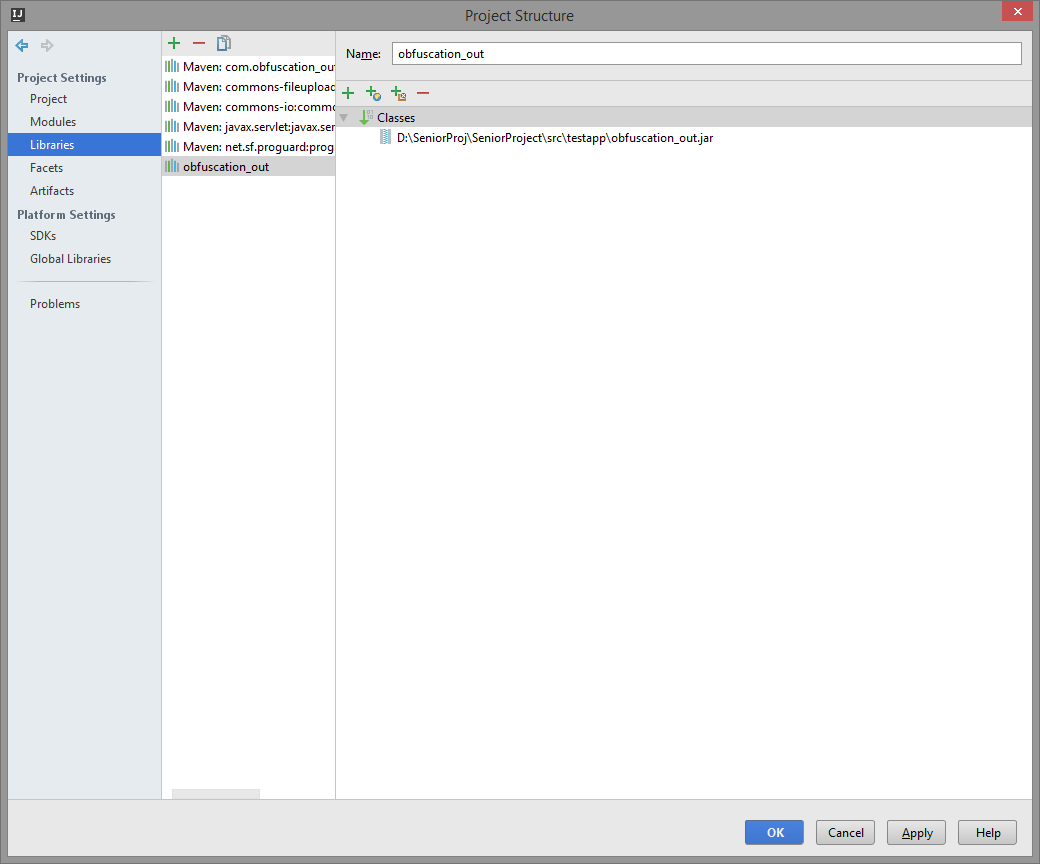 Project Structure
Project Settings
Project
Modules
Libraries
Facets
Artifacts
Platform Settings
SDKs
Global Libraries
Problems
Maven: com.obfuscation_ou
Maven: commons-fileupload
Maven: commons-io:commo
Maven: javax.servlet:javax.ser
Maven: net.sf.proguard:prog
obfuscation_out
Name: obfuscation_out
Classes
D:\SeniorProj\SeniorProject\src\testapp\obfuscation_out.jar
OK Cancel Apply Help